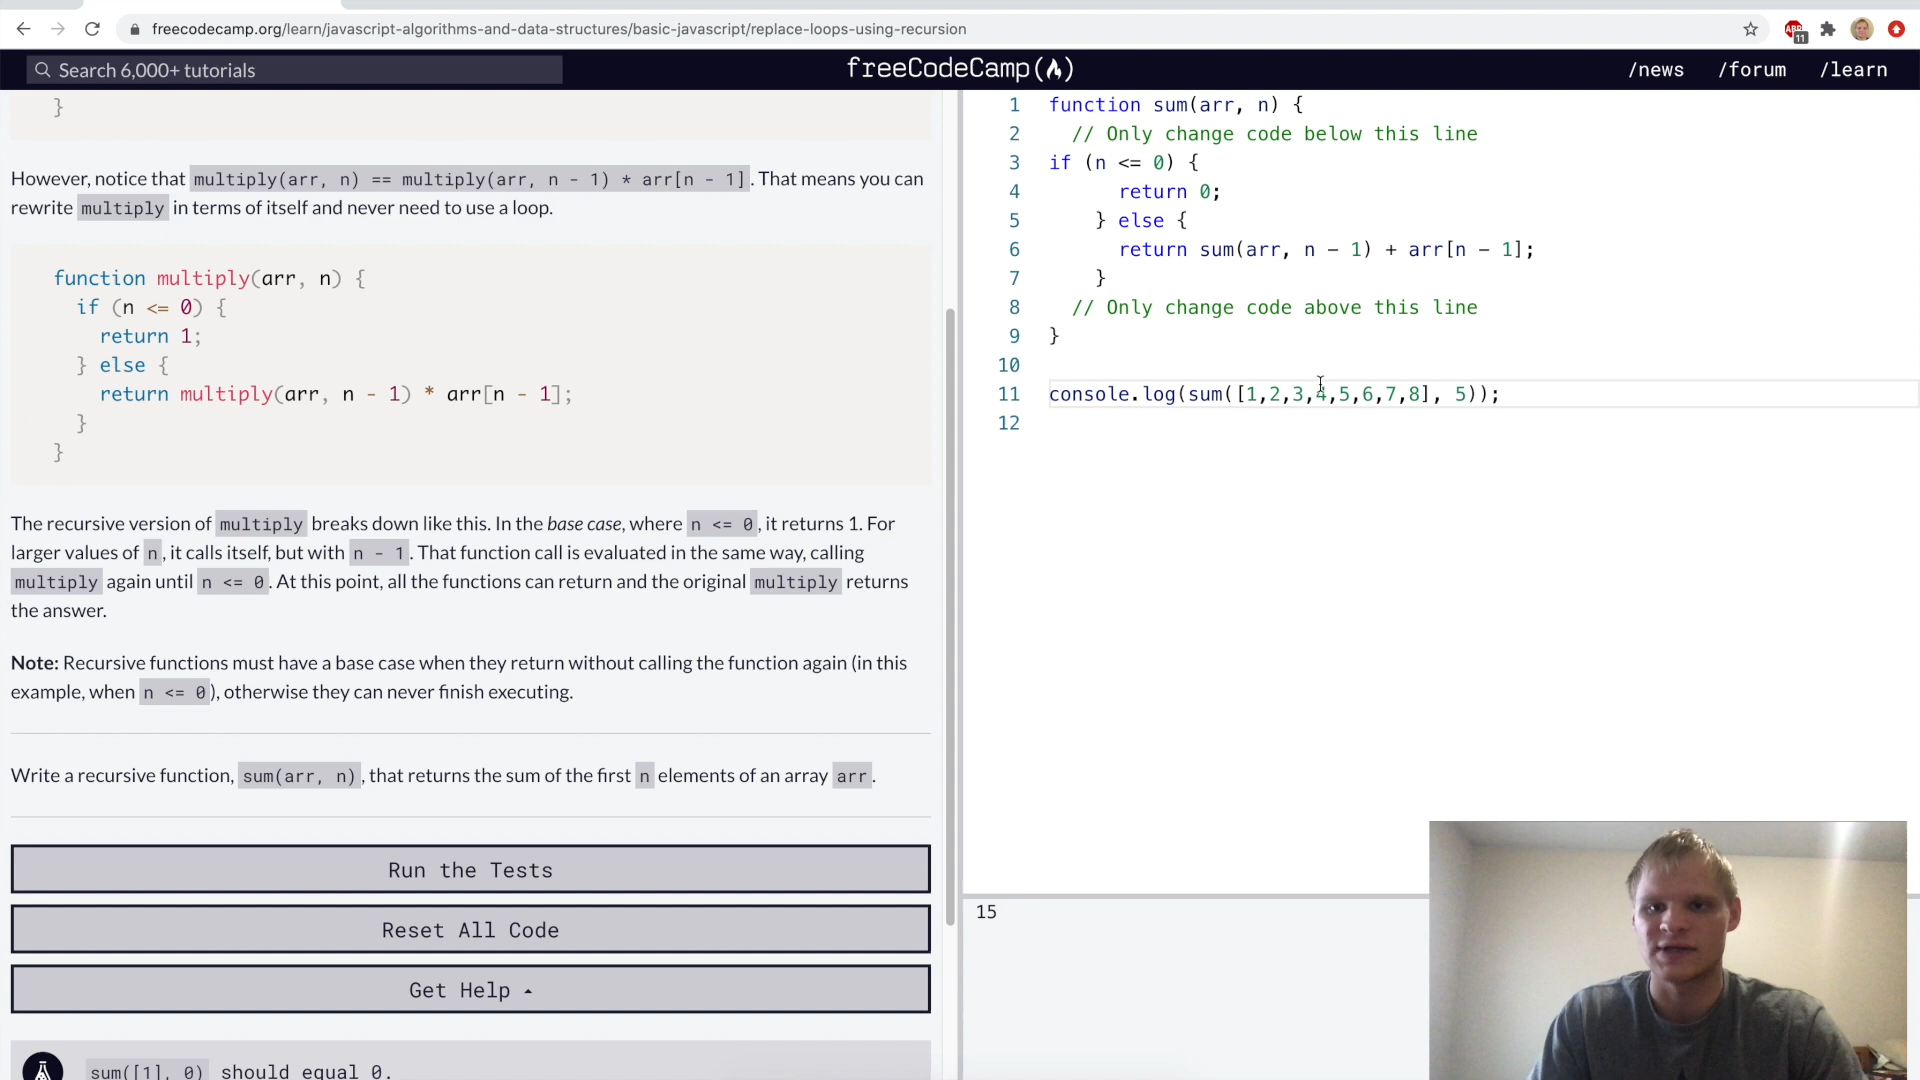 freecodecamp.org/learn/javascript-algorithms-and-data-structures/basic-javascript/replace-loops-using-recursion
ABP
11
Search 6,000+ tutorials
freeCodeCamp(🔥)
/news /forum /learn
}
However, notice that multiply(arr, n) == multiply(arr, n - 1) * arr[n - 1]. That means you can
rewrite multiply in terms of itself and never need to use a loop.
function multiply(arr, n) {
  if (n <= 0) {
    return 1;
  } else {
    return multiply(arr, n - 1) * arr[n - 1];
  }
}
The recursive version of multiply breaks down like this. In the base case, where n <= 0, it returns 1. For
larger values of n, it calls itself, but with n - 1. That function call is evaluated in the same way, calling
multiply again until n <= 0. At this point, all the functions can return and the original multiply returns
the answer.
Note: Recursive functions must have a base case when they return without calling the function again (in this
example, when n <= 0), otherwise they can never finish executing.
Write a recursive function, sum(arr, n), that returns the sum of the first n elements of an array arr.
Run the Tests
Reset All Code
Get Help
sum([1], 0) should equal 0.
1 function sum(arr, n) {
2   // Only change code below this line
3 if (n <= 0) {
4       return 0;
5     } else {
6       return sum(arr, n - 1) + arr[n - 1];
7     }
8   // Only change code above this line
9 }
10
11 console.log(sum([1,2,3,4,5,6,7,8], 5));
12
15